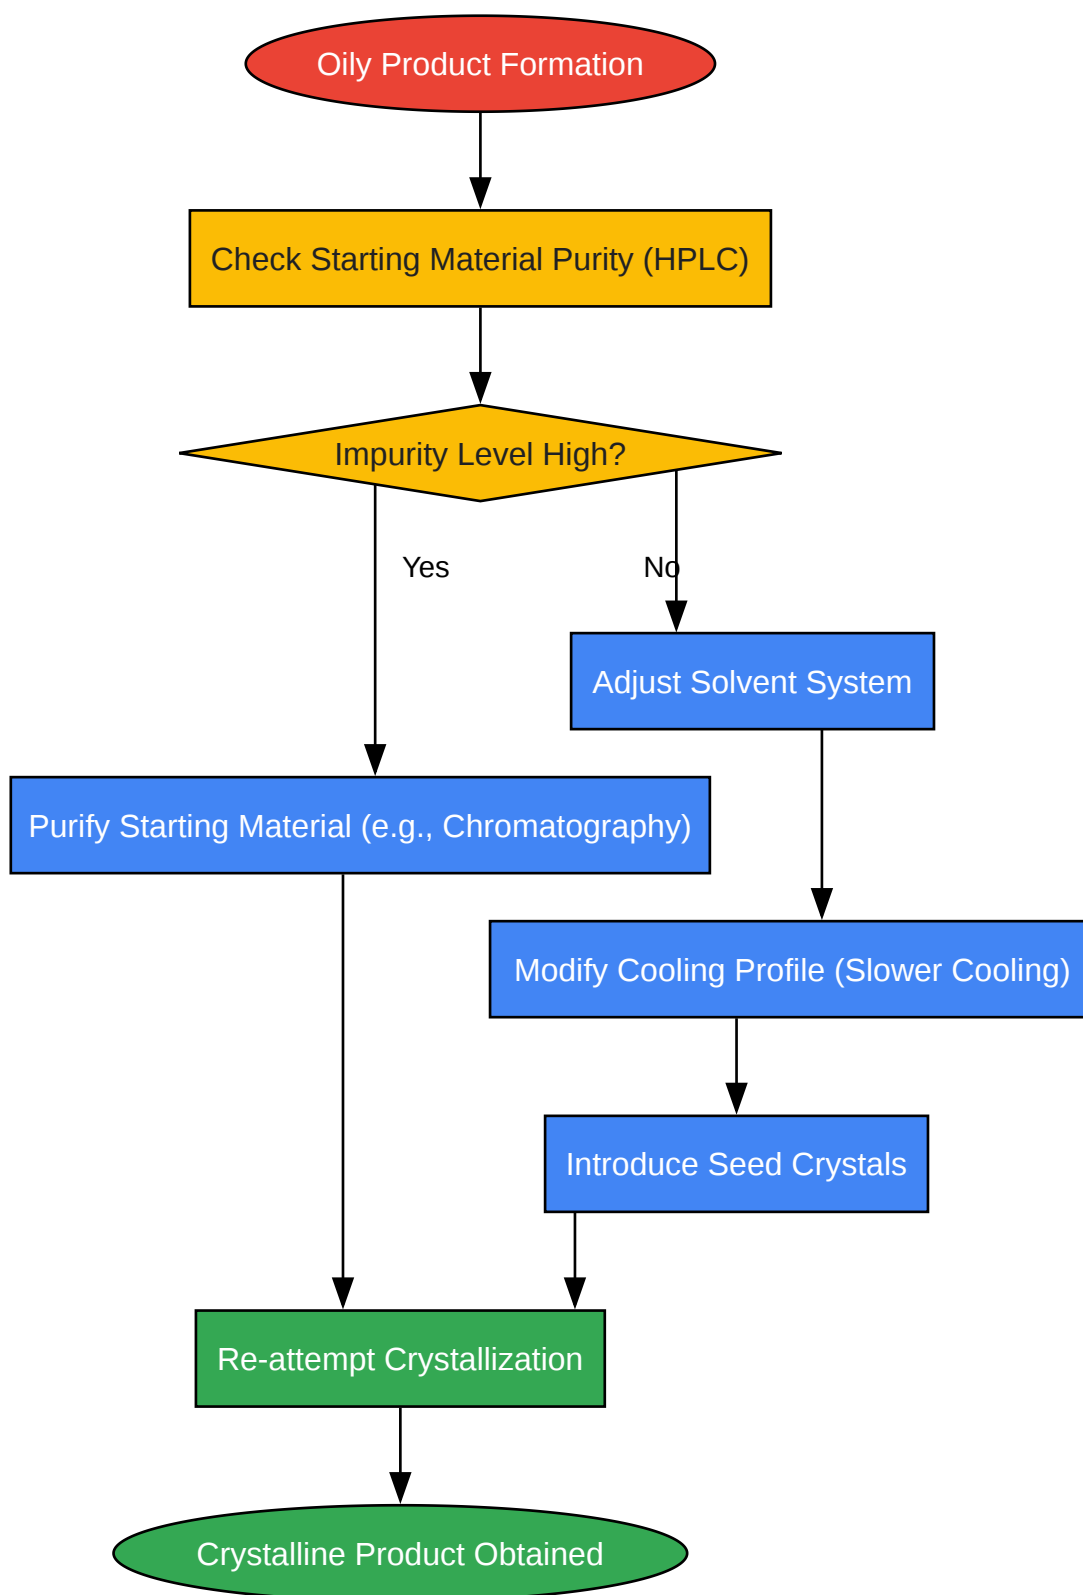 Oily Product Formation
Check Starting Material Purity (HPLC)
Impurity Level High?
Yes
No
Adjust Solvent System
Purify Starting Material (e.g., Chromatography)
Modify Cooling Profile (Slower Cooling)
Introduce Seed Crystals
Re-attempt Crystallization
Crystalline Product Obtained